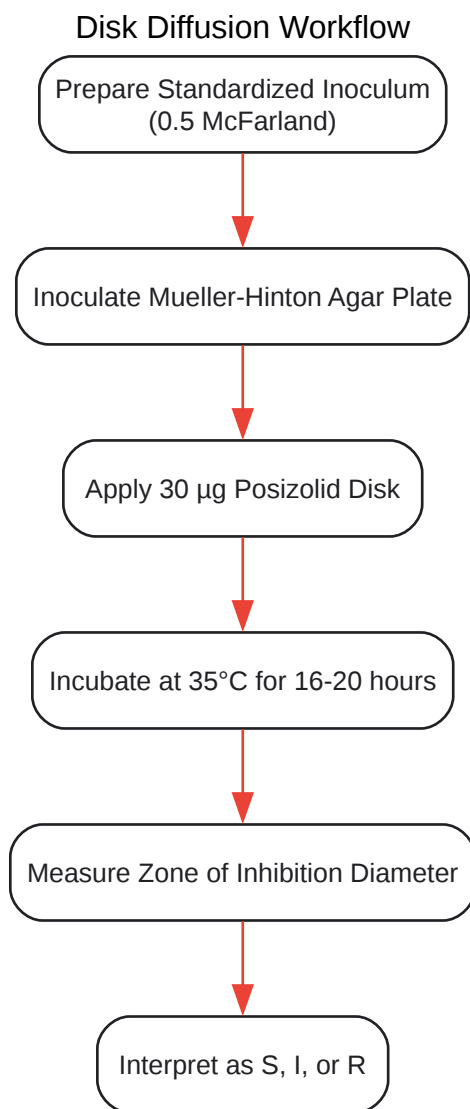 Disk Diffusion Workflow
Prepare Standardized Inoculum
(0.5 McFarland)
Inoculate Mueller-Hinton Agar Plate
Apply 30 µg Posizolid Disk
Incubate at 35°C for 16-20 hours
Measure Zone of Inhibition Diameter
Interpret as S, I, or R